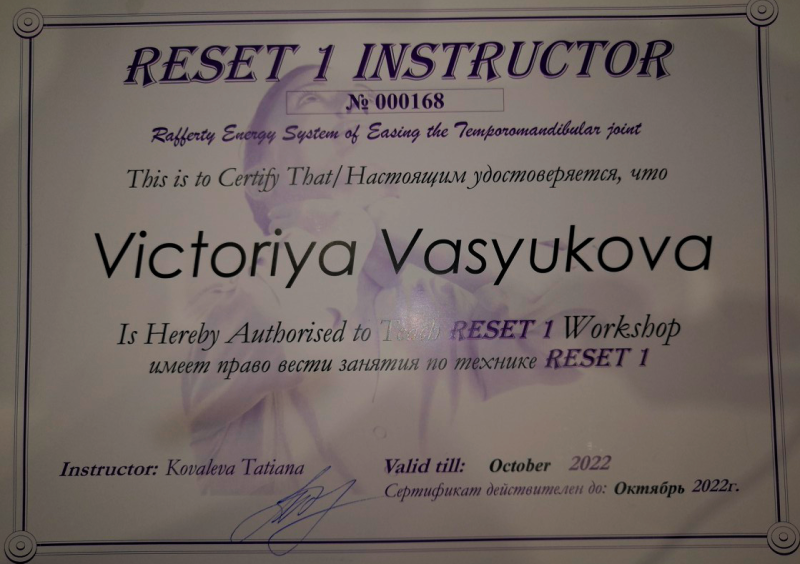 RESET 1 INSTRUCTOR
№ 000168
Rafferty Energy System of Easing the Temporomandibular joint
This is to Certify That/Настоящим удостоверяется, что
Victoriya Vasyukova
Is Hereby Authorised to Teach RESET 1 Workshop
имеет право вести занятия по технике RESET 1
Instructor: Kovaleva Tatiana
Valid till: October 2022
Сертификат действителен до: Октябрь 2022г.